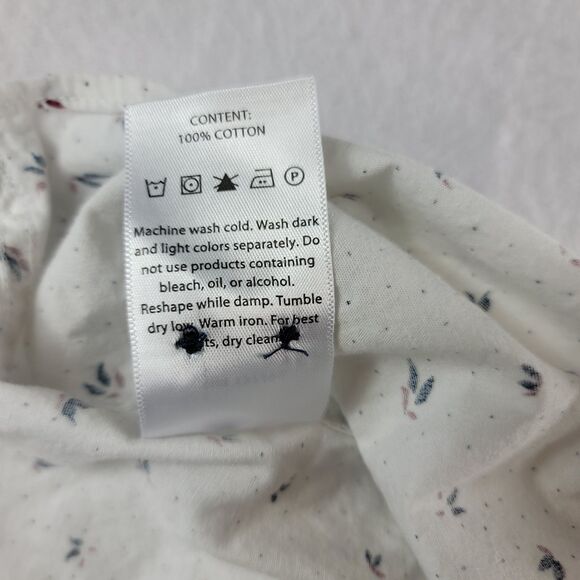 CONTENT:
100% COTTON
P
Machine wash cold. Wash dark
and light colors separately. Do
not use products containing
bleach, oil, or alcohol.
Reshape while damp. Tumble
dry low. Warm iron. For best
dry clean